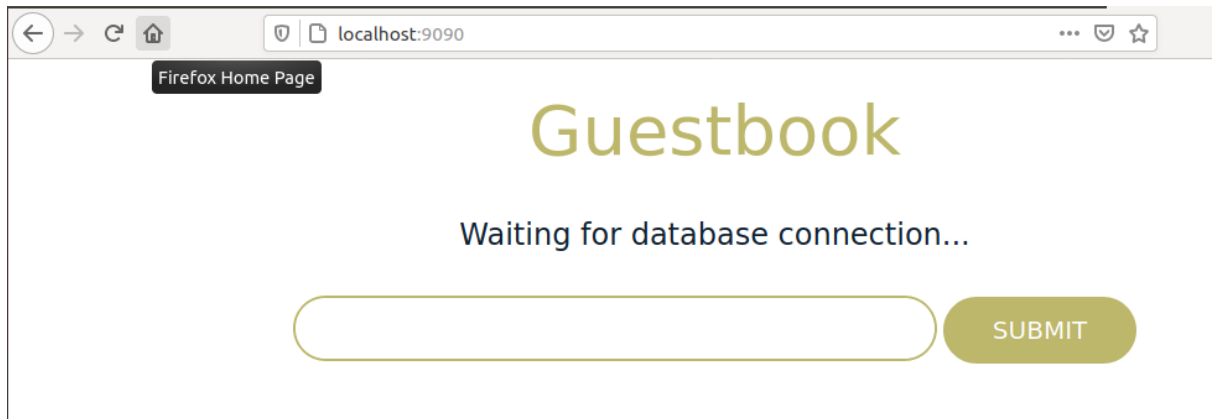 localhost:9090
Firefox Home Page
Guestbook
Waiting for database connection...
SUBMIT